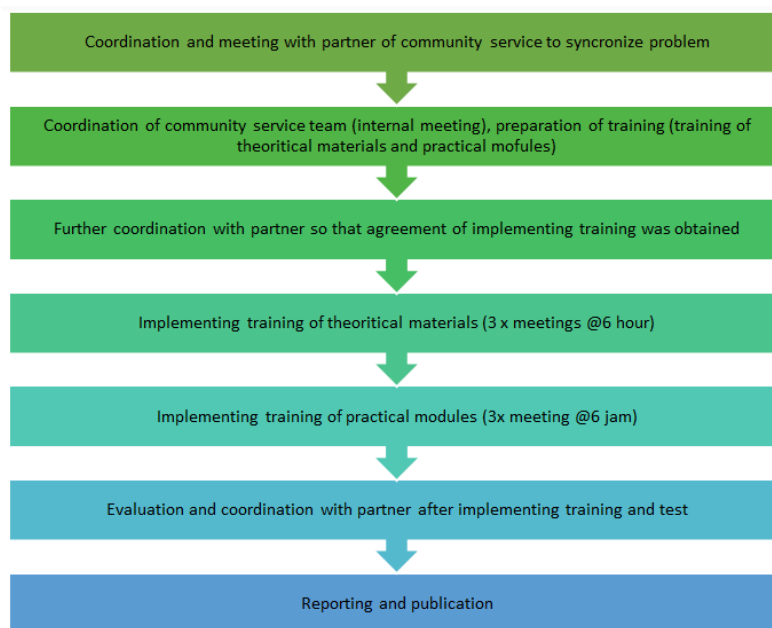 Coordination and meeting with partner of community service to syncronize problem
Coordination of community service team (internal meeting), preparation of training (training of
theoritical materials and practical mofules)
Further coordination with partner so that agreement of implementing training was obtained
Implementing training of theoritical materials (3 x meetings @6 hour)
Implementing training of practical modules (3x meeting @6 jam)
Evaluation and coordination with partner after implementing training and test
Reporting and publication